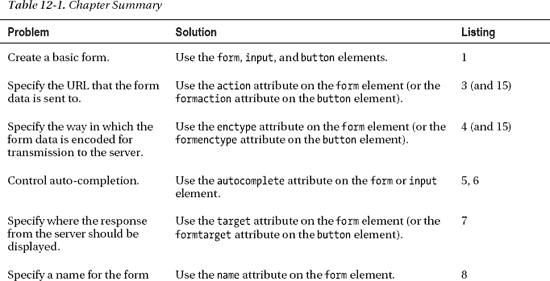 Table 12-1. Chapter Summary
Problem Solution Listing
Create a basic form. Use the form, input, and button elements. 1
Specify the URL that the form Use the action attribute on the form element (or the 3 (and 15)
data is sent to. formaction attribute on the button element).
Specify the way in which the Use the enctype attribute on the form element (or the 4 (and 15)
form data is encoded for formenctype attribute on the button element).
transmission to the server.
Control auto-completion. Use the autocomplete attribute on the form or input 5, 6
element.
Specify where the response Use the target attribute on the form element (or the 7
from the server should be formtarget attribute on the button element).
displayed.
Specify a name for the form Use the name attribute on the form element. 8